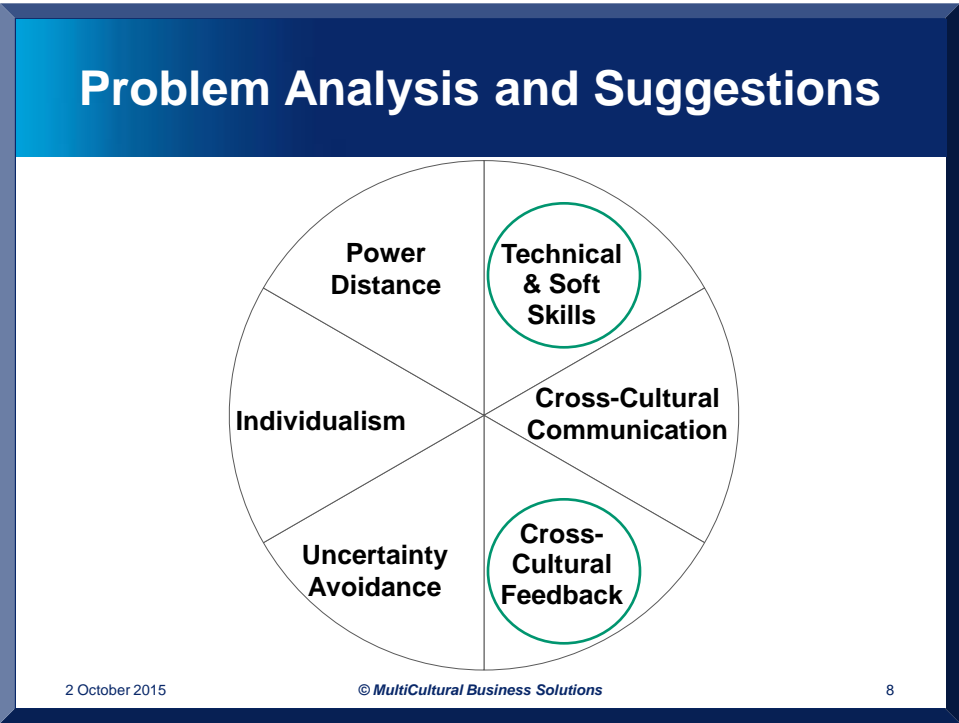 Problem Analysis and Suggestions
Power
Distance
Technical
& Soft
Skills
Individualism
Cross-Cultural
Communication
Uncertainty
Avoidance
Cross-
Cultural
Feedback
2 October 2015
© MultiCultural Business Solutions
8